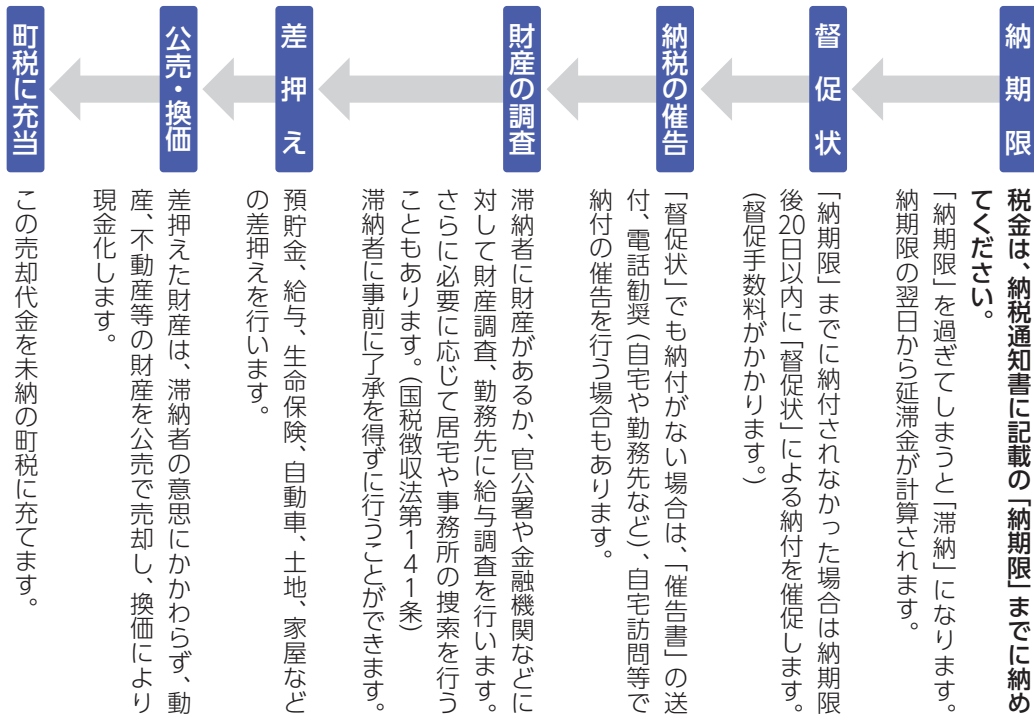 納期限
税金は、納税通知書に記載の「納期限」までに納め
てください。
「納期限」を過ぎてしまうと「滞納」になります。
納期限の翌日から延滞金が計算されます。
督促状
「納期限」までに納付されなかった場合は納期限
後20日以内に「督促状」による納付を催促します。
（督促手数料がかかります。）
納税の催告
「督促状」でも納付がない場合は、「催告書」の送
付、電話勧奨（自宅や勤務先など）、自宅訪問等で
納付の催告を行う場合もあります。
財産の調査
滞納者に財産があるか、官公署や金融機関などに
対して財産調査、勤務先に給与調査を行います。
さらに必要に応じて居宅や事務所の捜索を行う
こともあります。（国税徴収法第141条）
滞納者に事前に了承を得ずに行うことができます。
差押え
預貯金、給与、生命保険、自動車、土地、家屋など
の差押えを行います。
公売・換価
差押えた財産は、滞納者の意思にかかわらず、動
産、不動産等の財産を公売で売却し、換価により
現金化します。
町税に充当
この売却代金を未納の町税に充てます。